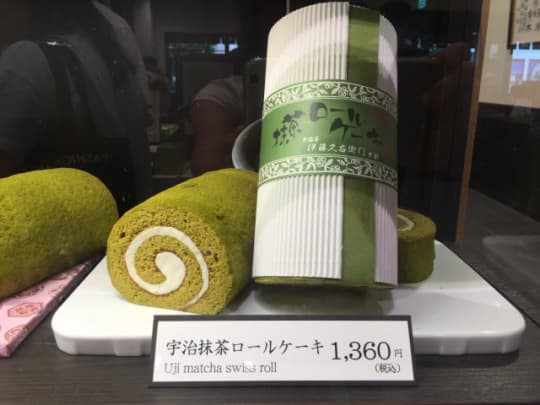 抹茶ロール
ケーキ
伊藤久右衛門
宇治抹茶ロールケーキ 1,360円
(税込)
Uji matcha swiss roll